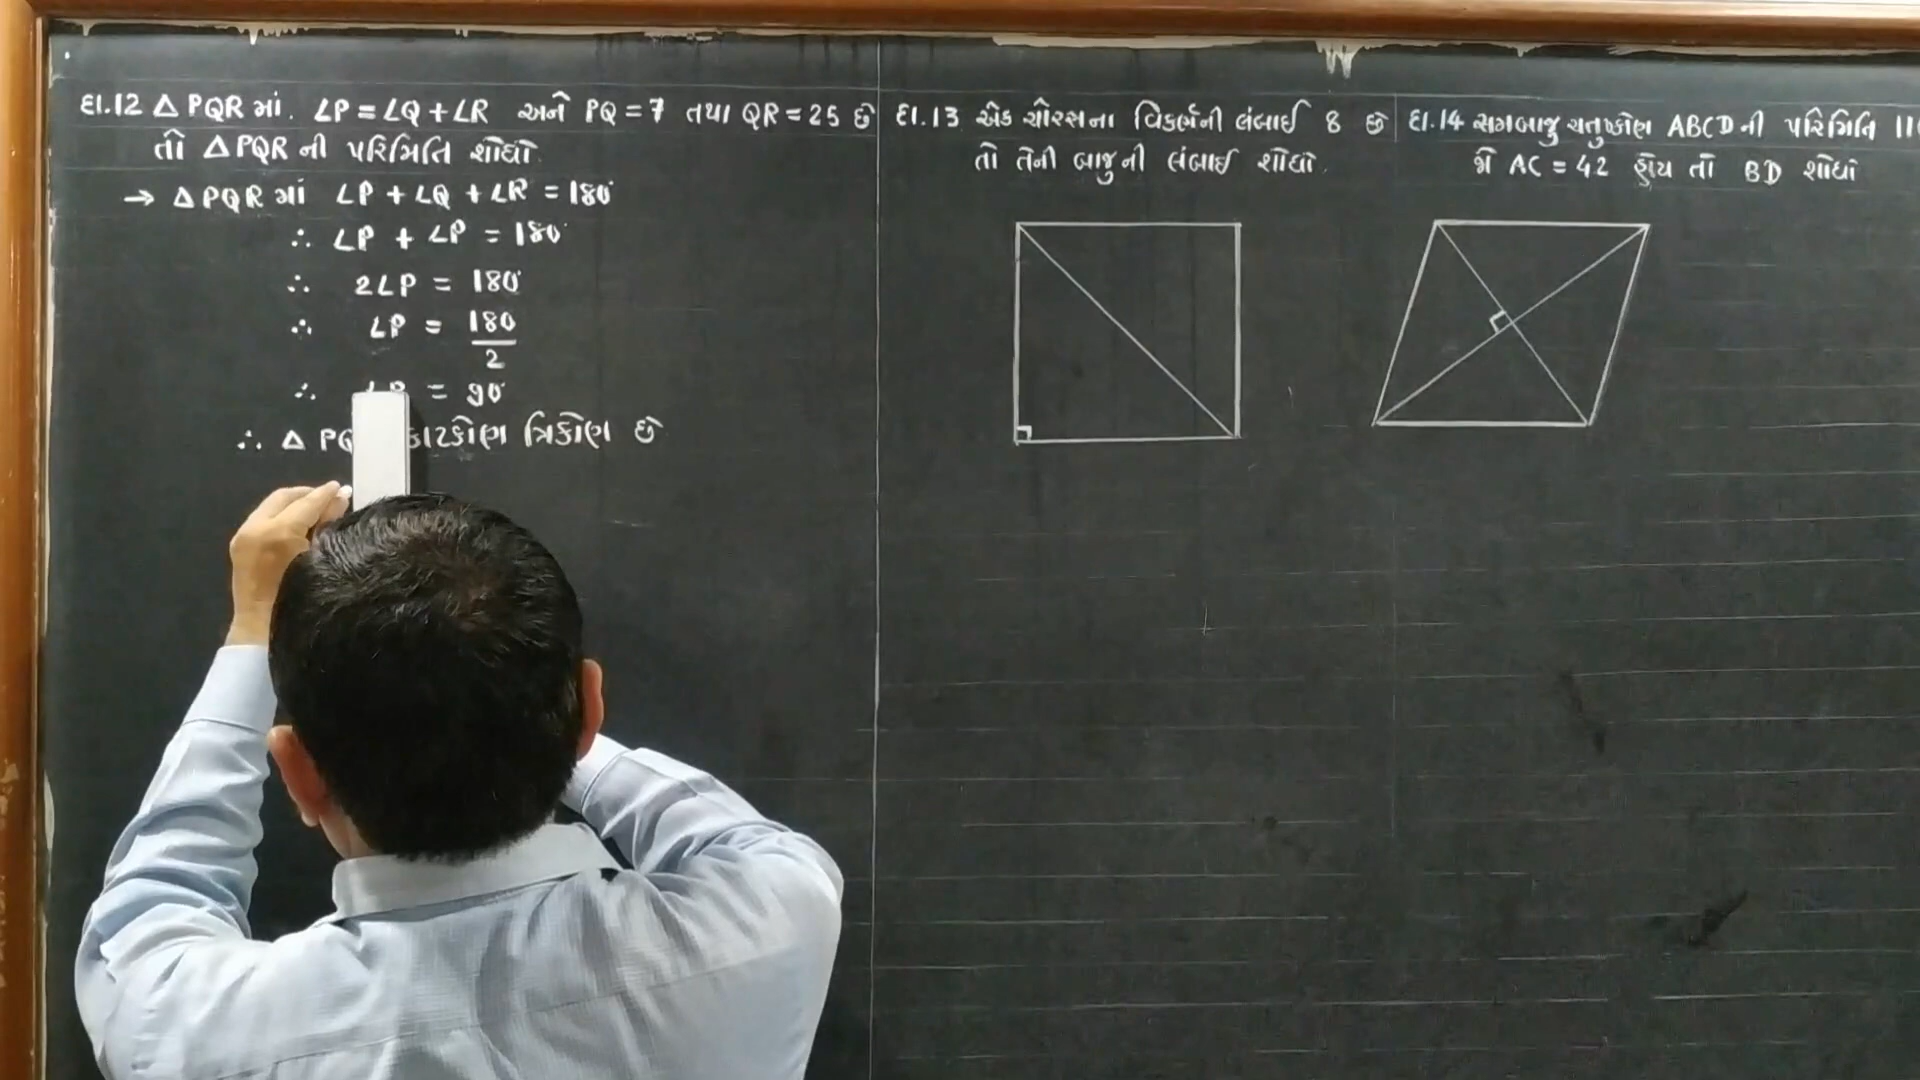 દા.12 △ PQR માં. ∠P = ∠Q + ∠R અને PQ = 7 તથા QR = 25 છે
તો △PQR ની પરિમિતિ શોધો.
→ △PQR માં ∠P + ∠Q + ∠R = 180°
∴ ∠P + ∠P = 180°
∴ 2∠P = 180°
∴ ∠P = 180/2
∴ ∠P = 90°
∴ △ PQ કાટકોણ ત્રિકોણ છે
દા.13 એક ચોરસના વિકર્ણની લંબાઈ 8 છે
તો તેની બાજુની લંબાઈ શોધો.
દા.14 સમબાજુ ચતુષ્કોણ ABCD ની પરિમિતિ
જો AC = 42 હોય તો BD શોધો